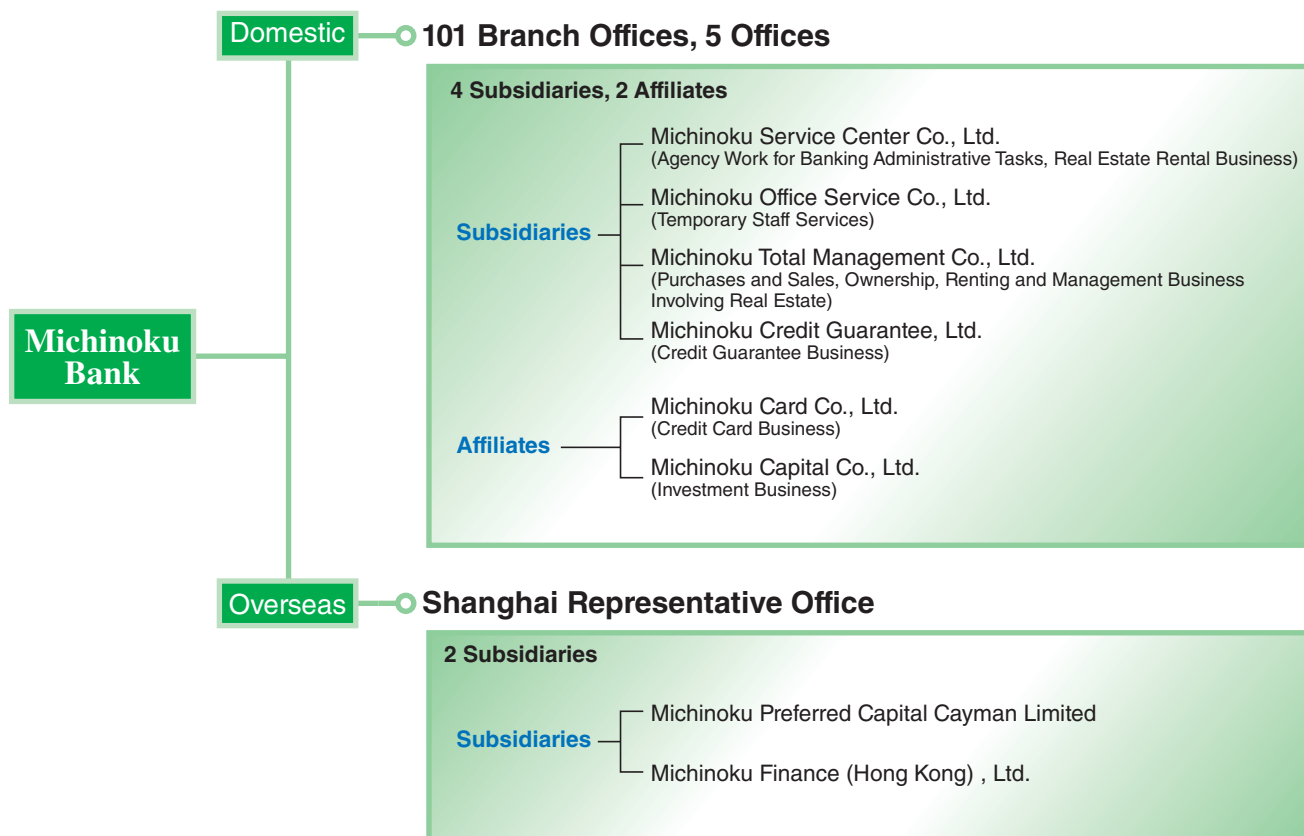 Domestic
101 Branch Offices, 5 Offices
4 Subsidiaries, 2 Affiliates
Subsidiaries
Michinoku Service Center Co., Ltd.
(Agency Work for Banking Administrative Tasks, Real Estate Rental Business)
Michinoku Office Service Co., Ltd.
(Temporary Staff Services)
Michinoku Total Management Co., Ltd.
(Purchases and Sales, Ownership, Renting and Management Business
Involving Real Estate)
Michinoku Credit Guarantee, Ltd.
(Credit Guarantee Business)
Affiliates
Michinoku Card Co., Ltd.
(Credit Card Business)
Michinoku Capital Co., Ltd.
(Investment Business)
Michinoku
Bank
Overseas
Shanghai Representative Office
2 Subsidiaries
Subsidiaries
Michinoku Preferred Capital Cayman Limited
Michinoku Finance (Hong Kong) , Ltd.